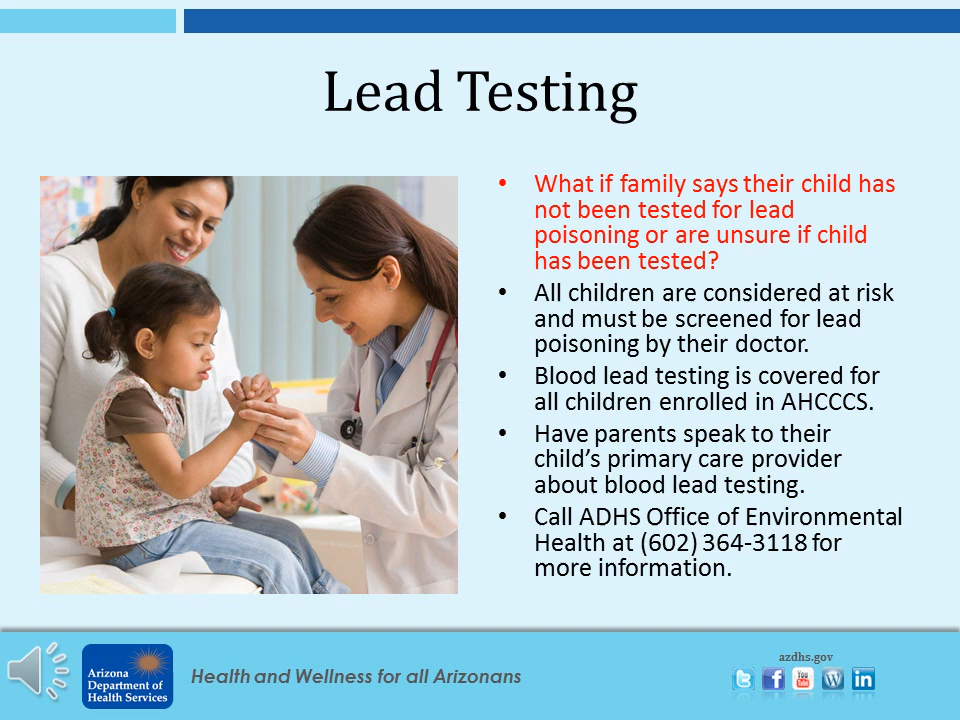 Lead Testing
• What if family says their child has
not been tested for lead
poisoning or are unsure if child
has been tested?
• All children are considered at risk
and must be screened for lead
poisoning by their doctor.
• Blood lead testing is covered for
all children enrolled in AHCCCS.
• Have parents speak to their
child’s primary care provider
about blood lead testing.
• Call ADHS Office of Environmental
Health at (602) 364-3118 for
more information.
Arizona
Department of
Health Services
Health and Wellness for all Arizonans
azdhs.gov
t f You Tube W in